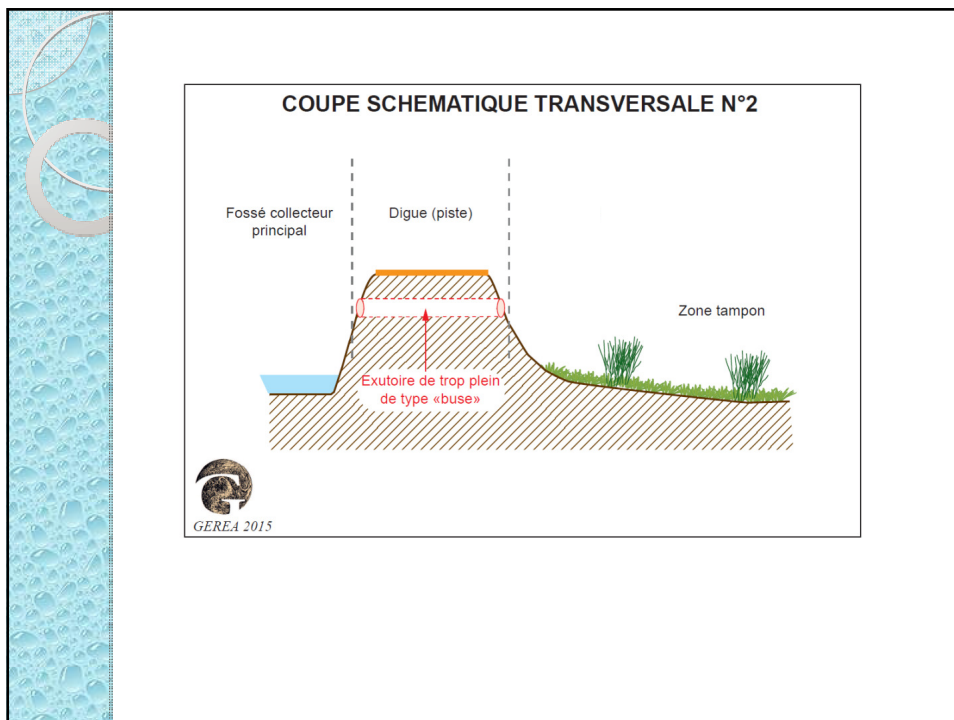 COUPE SCHEMATIQUE TRANSVERSALE N°2
Fossé collecteur
principal
Digue (piste)
Zone tampon
Exutoire de trop plein
de type «buse»
G
GEREA 2015